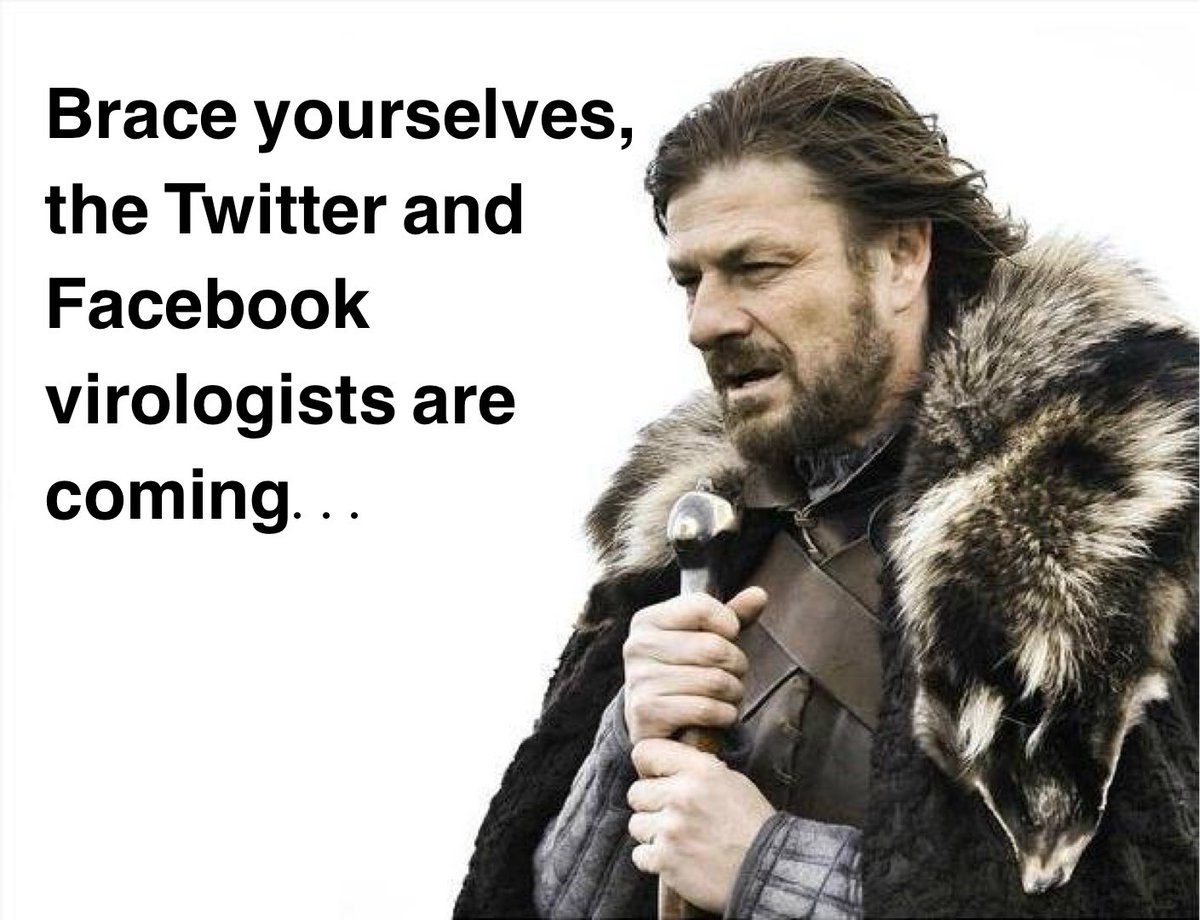 Brace yourselves,
the Twitter and
Facebook
virologists are
coming. . .